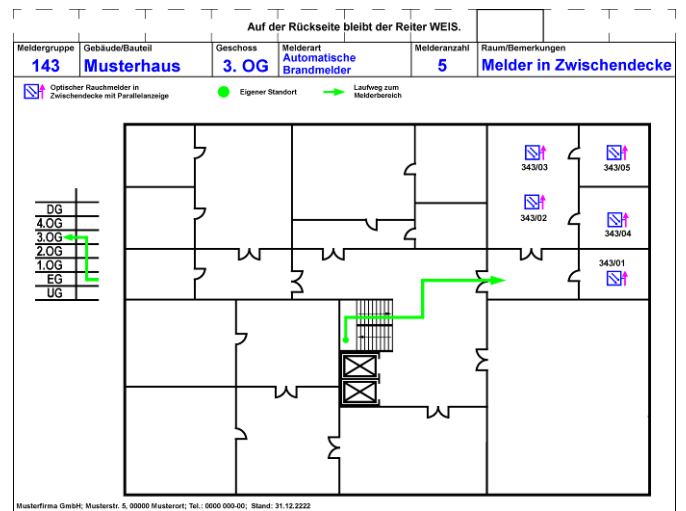 Auf der Rückseite bleibt der Reiter WEIS.
Meldergruppe Gebäude/Bauteil Geschoss Melderart Melderanzahl Raum/Bemerkungen
143 Musterhaus 3. OG Automatische Brandmelder 5 Melder in Zwischendecke
Optischer Rauchmelder in
Zwischendecke mit Parallelanzeige
Eigener Standort
Laufweg zum
Melderbereich
343/03 343/05
343/02
343/04
343/01
DG
4.OG
3.OG
2.OG
1.OG
EG
UG
Musterfirma GmbH; Musterstr. 5, 00000 Musterort; Tel.: 0000 000-00; Stand: 31.12.2222